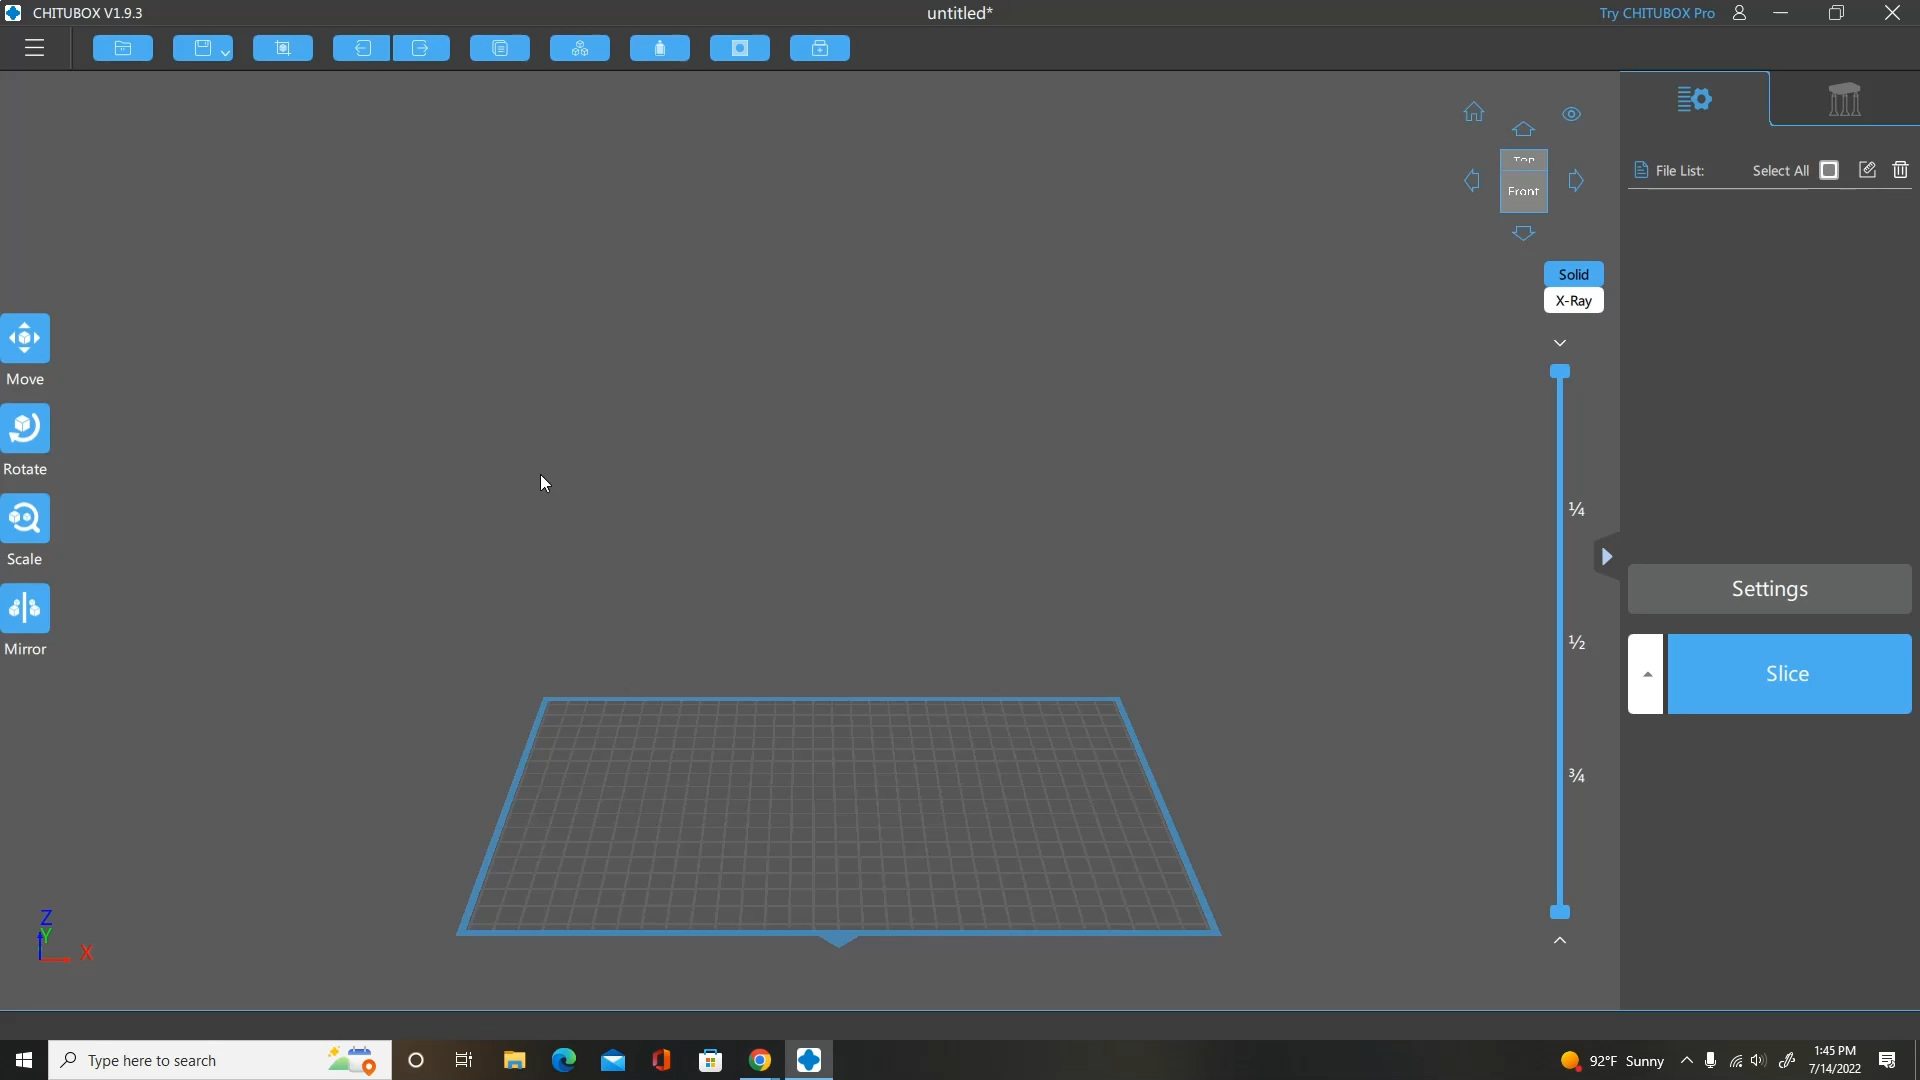 CHITUBOX V1.9.3
untitled*
Try CHITUBOX Pro
File List:
Select All
Top
Front
Solid
X-Ray
Move
Rotate
Scale
Mirror
¼
½
¾
Settings
Slice
Z
Y
X
Type here to search
92°F Sunny
1:45 PM
7/14/2022